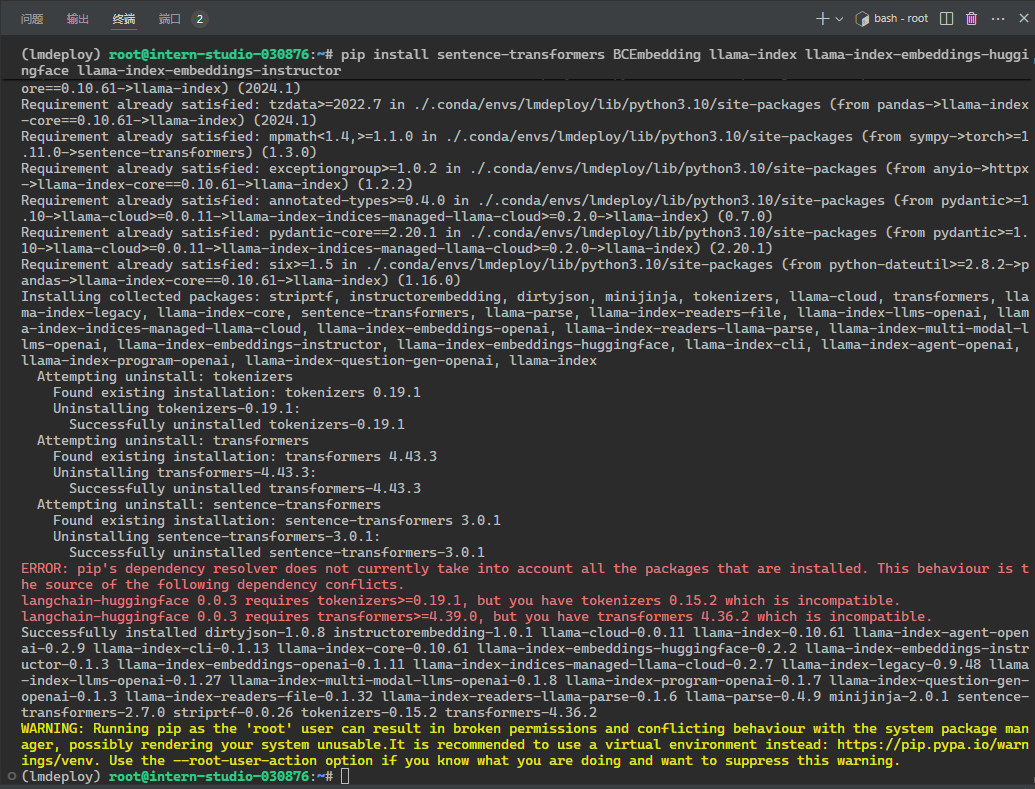 问题 输出 终端 端口 2 bash - root
(lmdeploy) root@intern-studio-030876:~# pip install sentence-transformers BCEmbedding llama-index llama-index-embeddings-huggi
ngface llama-index-embeddings-instructor
ore==0.10.61->llama-index) (2024.1)
Requirement already satisfied: tzdata>=2022.7 in ./.conda/envs/lmdeploy/lib/python3.10/site-packages (from pandas->llama-index
-core==0.10.61->llama-index) (2024.1)
Requirement already satisfied: mpmath<1.4,>=1.1.0 in ./.conda/envs/lmdeploy/lib/python3.10/site-packages (from sympy->torch>=1
.11.0->sentence-transformers) (1.3.0)
Requirement already satisfied: exceptiongroup>=1.0.2 in ./.conda/envs/lmdeploy/lib/python3.10/site-packages (from anyio->httpx
->llama-index-core==0.10.61->llama-index) (1.2.2)
Requirement already satisfied: annotated-types>=0.4.0 in ./.conda/envs/lmdeploy/lib/python3.10/site-packages (from pydantic>=1
.10->llama-cloud>=0.0.11->llama-index-indices-managed-llama-cloud>=0.2.0->llama-index) (0.7.0)
Requirement already satisfied: pydantic-core==2.20.1 in ./.conda/envs/lmdeploy/lib/python3.10/site-packages (from pydantic>=1.
10->llama-cloud>=0.0.11->llama-index-indices-managed-llama-cloud>=0.2.0->llama-index) (2.20.1)
Requirement already satisfied: six>=1.5 in ./.conda/envs/lmdeploy/lib/python3.10/site-packages (from python-dateutil>=2.8.2->p
andas->llama-index-core==0.10.61->llama-index) (1.16.0)
Installing collected packages: striprtf, instructorembedding, dirtyjson, minijinja, tokenizers, llama-cloud, transformers, lla
ma-index-legacy, llama-index-core, sentence-transformers, llama-parse, llama-index-readers-file, llama-index-llms-openai, llam
a-index-indices-managed-llama-cloud, llama-index-embeddings-openai, llama-index-readers-llama-parse, llama-index-multi-modal-l
lms-openai, llama-index-embeddings-instructor, llama-index-embeddings-huggingface, llama-index-cli, llama-index-agent-openai,
llama-index-program-openai, llama-index-question-gen-openai, llama-index
Attempting uninstall: tokenizers
Found existing installation: tokenizers 0.19.1
Uninstalling tokenizers-0.19.1:
Successfully uninstalled tokenizers-0.19.1
Attempting uninstall: transformers
Found existing installation: transformers 4.43.3
Uninstalling transformers-4.43.3:
Successfully uninstalled transformers-4.43.3
Attempting uninstall: sentence-transformers
Found existing installation: sentence-transformers 3.0.1
Uninstalling sentence-transformers-3.0.1:
Successfully uninstalled sentence-transformers-3.0.1
ERROR: pip's dependency resolver does not currently take into account all the packages that are installed. This behaviour is t
he source of the following dependency conflicts.
langchain-huggingface 0.0.3 requires tokenizers>=0.19.1, but you have tokenizers 0.15.2 which is incompatible.
langchain-huggingface 0.0.3 requires transformers>=4.39.0, but you have transformers 4.36.2 which is incompatible.
Successfully installed dirtyjson-1.0.8 instructorembedding-1.0.1 llama-cloud-0.0.11 llama-index-0.10.61 llama-index-agent-open
ai-0.2.9 llama-index-cli-0.1.13 llama-index-core-0.10.61 llama-index-embeddings-huggingface-0.2.2 llama-index-embeddings-instr
uctor-0.1.3 llama-index-embeddings-openai-0.1.11 llama-index-indices-managed-llama-cloud-0.2.7 llama-index-legacy-0.9.48 llama
-index-llms-openai-0.1.27 llama-index-multi-modal-llms-openai-0.1.8 llama-index-program-openai-0.1.7 llama-index-question-gen-
openai-0.1.3 llama-index-readers-file-0.1.32 llama-index-readers-llama-parse-0.1.6 llama-parse-0.4.9 minijinja-2.0.1 sentence-
transformers-2.7.0 striprtf-0.0.26 tokenizers-0.15.2 transformers-4.36.2
WARNING: Running pip as the 'root' user can result in broken permissions and conflicting behaviour with the system package man
ager, possibly rendering your system unusable.It is recommended to use a virtual environment instead: https://pip.pypa.io/warn
ings/venv. Use the --root-user-action option if you know what you are doing and want to suppress this warning.
(lmdeploy) root@intern-studio-030876:~#